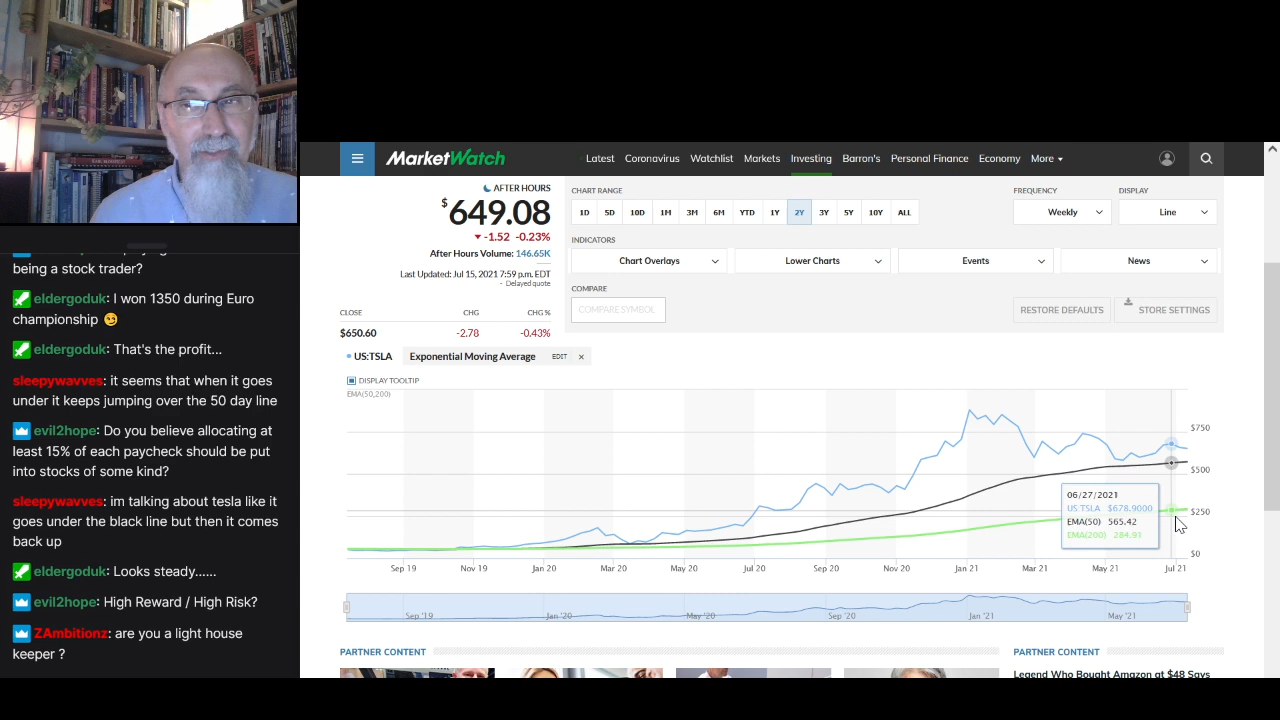 being a stock trader?
eldergoduk: I won 1350 during Euro
championship 😏
eldergoduk: That's the profit...
sleepywavves: it seems that when it goes
under it keeps jumping over the 50 day line
evil2hope: Do you believe allocating at
least 15% of each paycheck should be put
into stocks of some kind?
sleepywavves: im talking about tesla like it
goes under the black line but then it comes
back up
eldergoduk: Looks steady......
evil2hope: High Reward / High Risk?
ZAmbitionz: are you a light house
keeper ?
MarketWatch
Latest Coronavirus Watchlist Markets Investing Barron's Personal Finance Economy More
AFTER HOURS
$649.08
-1.52 -0.23%
After Hours Volume: 146.65K
Last Updated: Jul 15, 2021 7:59 p.m. EDT
- Delayed quote
CLOSE CHG CHG %
$650.60 -2.78 -0.43%
CHART RANGE FREQUENCY DISPLAY
1D 5D 10D 1M 3M 6M YTD 1Y 2Y 3Y 5Y 10Y ALL Weekly Line
INDICATORS
Chart Overlays Lower Charts Events News
COMPARE
COMPARE SYMBOL RESTORE DEFAULTS STORE SETTINGS
US:TSLA Exponential Moving Average EDIT ×
DISPLAY TOOLTIP
EMA(50,200)
$750
$500
$250
$0
06/27/2021
US:TSLA $678.9000
EMA(50) 565.42
EMA(200) 284.91
Sep 19 Nov 19 Jan 20 Mar 20 May 20 Jul 20 Sep 20 Nov 20 Jan 21 Mar 21 May 21 Jul 21
Sep '19 Jan '20 May '20 Sep '20 Jan '21 May '21
PARTNER CONTENT PARTNER CONTENT
Legend Who Bought Amazon at $48 Says